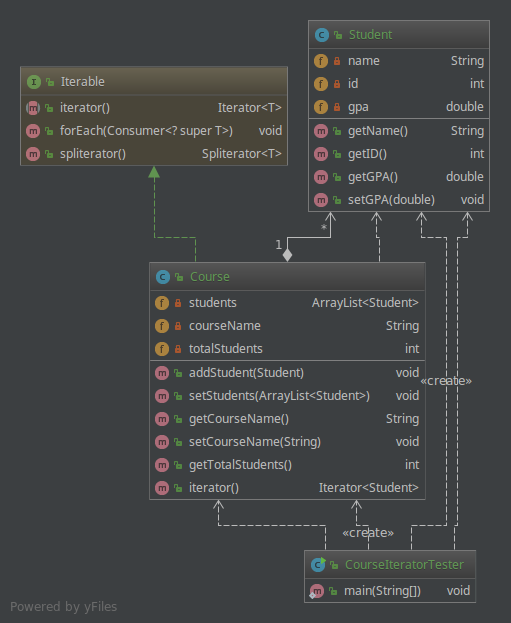 Student
name String
id int
gpa double
getName() String
getID() int
getGPA() double
setGPA(double) void
I Iterable
m iterator() Iterator<T>
m forEach(Consumer<? super T>) void
m spliterator() Spliterator<T>
1
*
C Course
f students ArrayList<Student>
f courseName String
f totalStudents int
m addStudent(Student) void
m setStudents(ArrayList<Student>) void
m getCourseName() String
m setCourseName(String) void
m getTotalStudents() int
m iterator() Iterator<Student>
«create»
«create»
C CourseIteratorTester
m main(String[]) void
Powered by yFiles